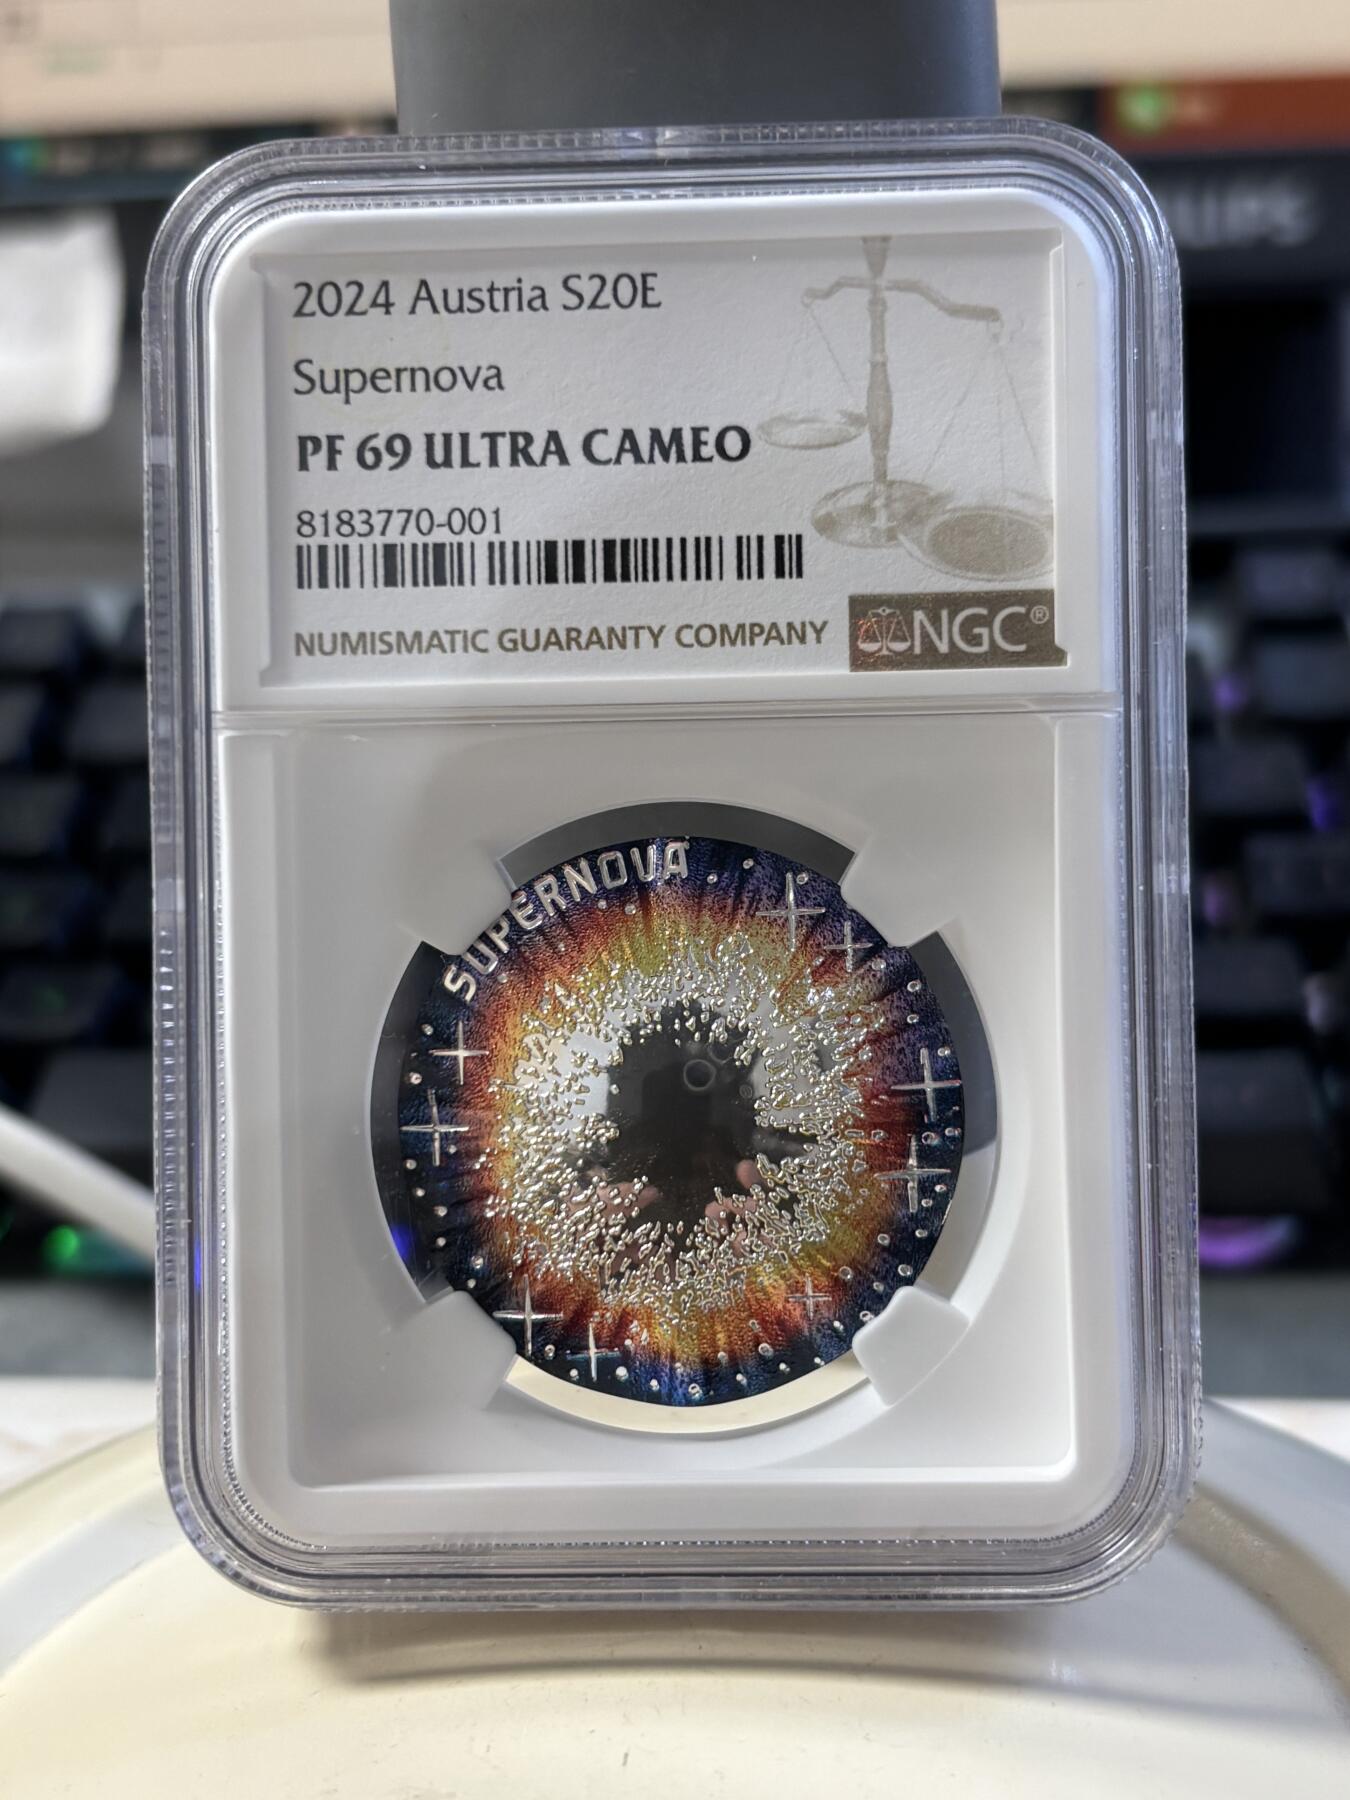 2024 Austria S20E
Supernova
PF 69 ULTRA CAMEO
8183770-001
NUMISMATIC GUARANTY COMPANY NGC®
SUPERNOVA